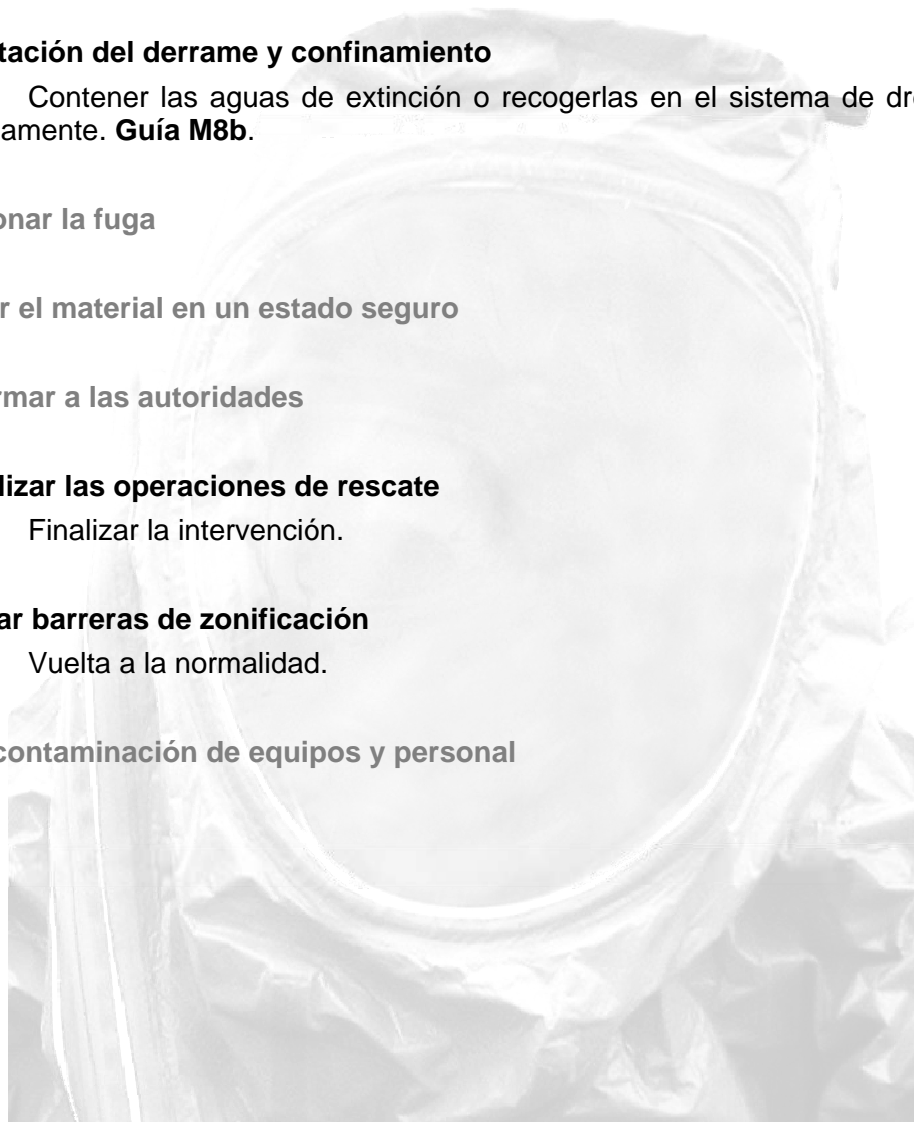 tación del derrame y confinamiento
Contener las aguas de extinción o recogerlas en el sistema de dr
amente. Guía M8b.
onar la fuga
r el material en un estado seguro
rmar a las autoridades
lizar las operaciones de rescate
Finalizar la intervención.
ar barreras de zonificación
Vuelta a la normalidad.
contaminación de equipos y personal